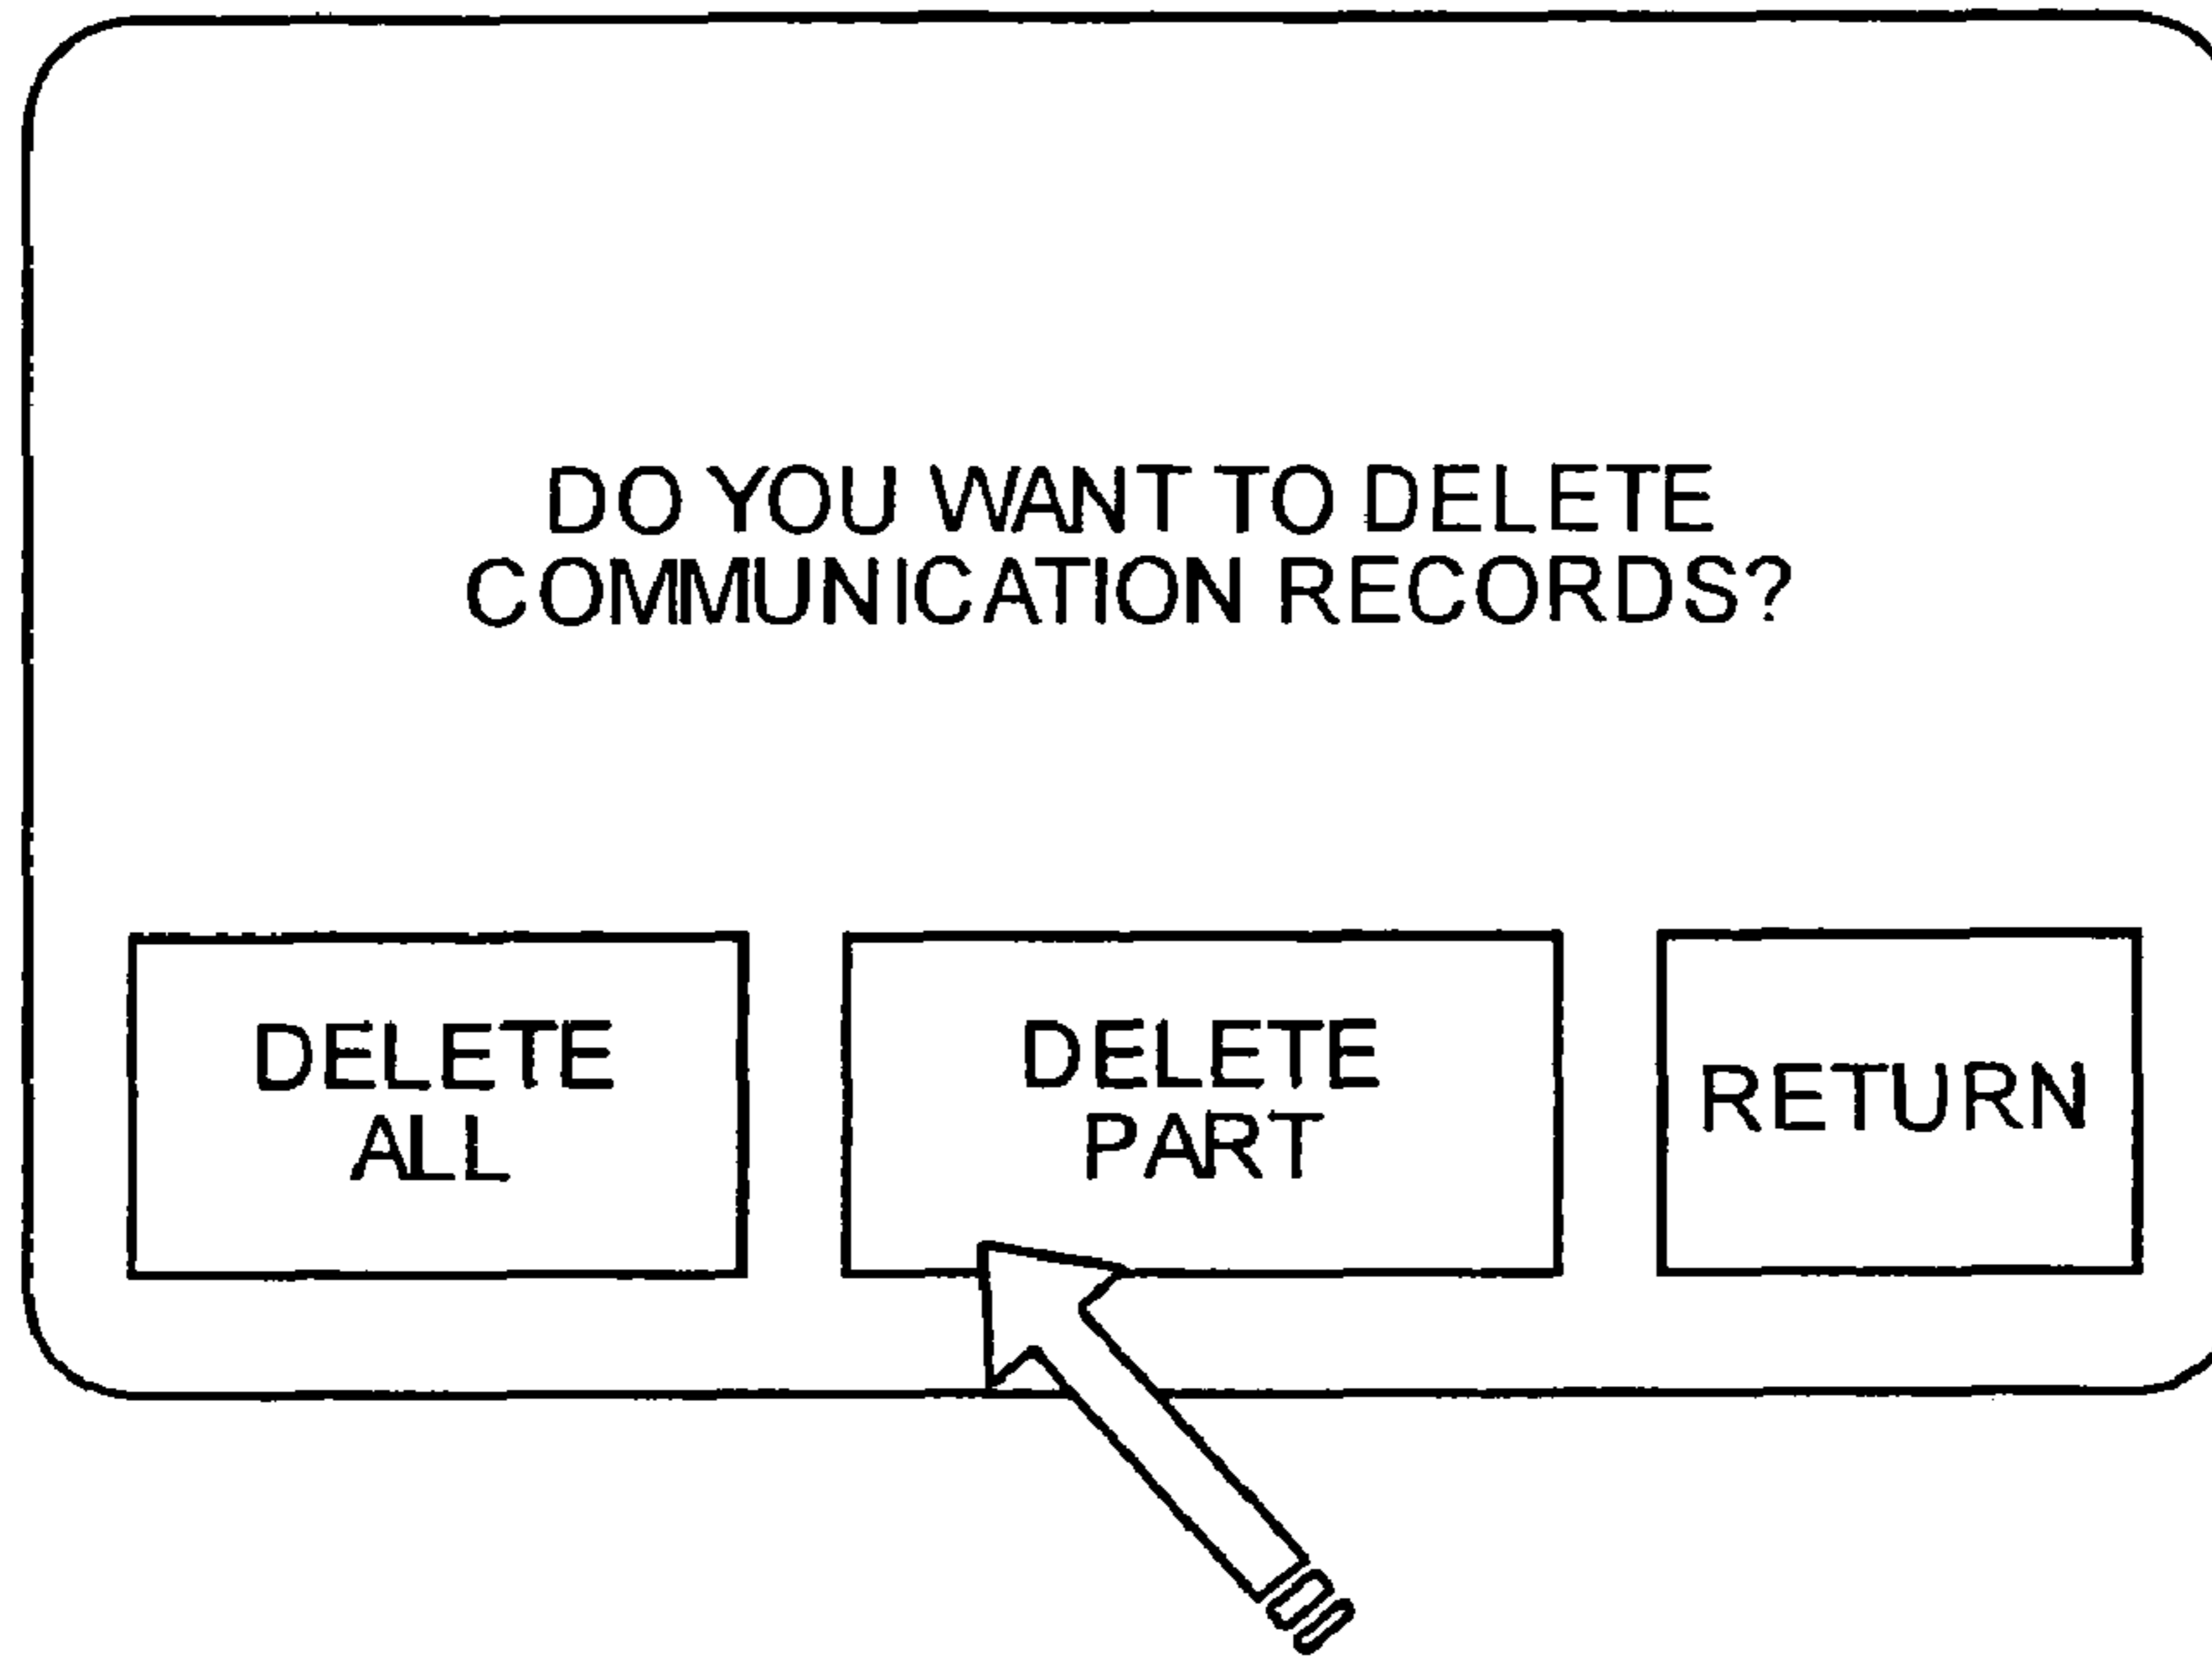 DO YOU WANT TO DELETE
COMMUNICATION RECORDS?
DELETE
ALL
DELETE
PART
RETURN